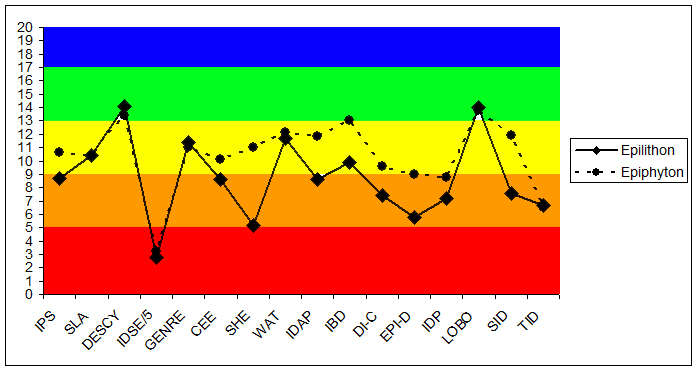 20
19
18
17
16
15
14
13
12
11
10
9
8
7
6
5
4
3
2
1
0
IPS
SLA
DESCY
IDSE/5
GENRE
CEE
SHE
WAT
IDAP
IBD
DI-C
EPI-D
IDP
LOBO
SID
TID
Epilithon
Epiphyton